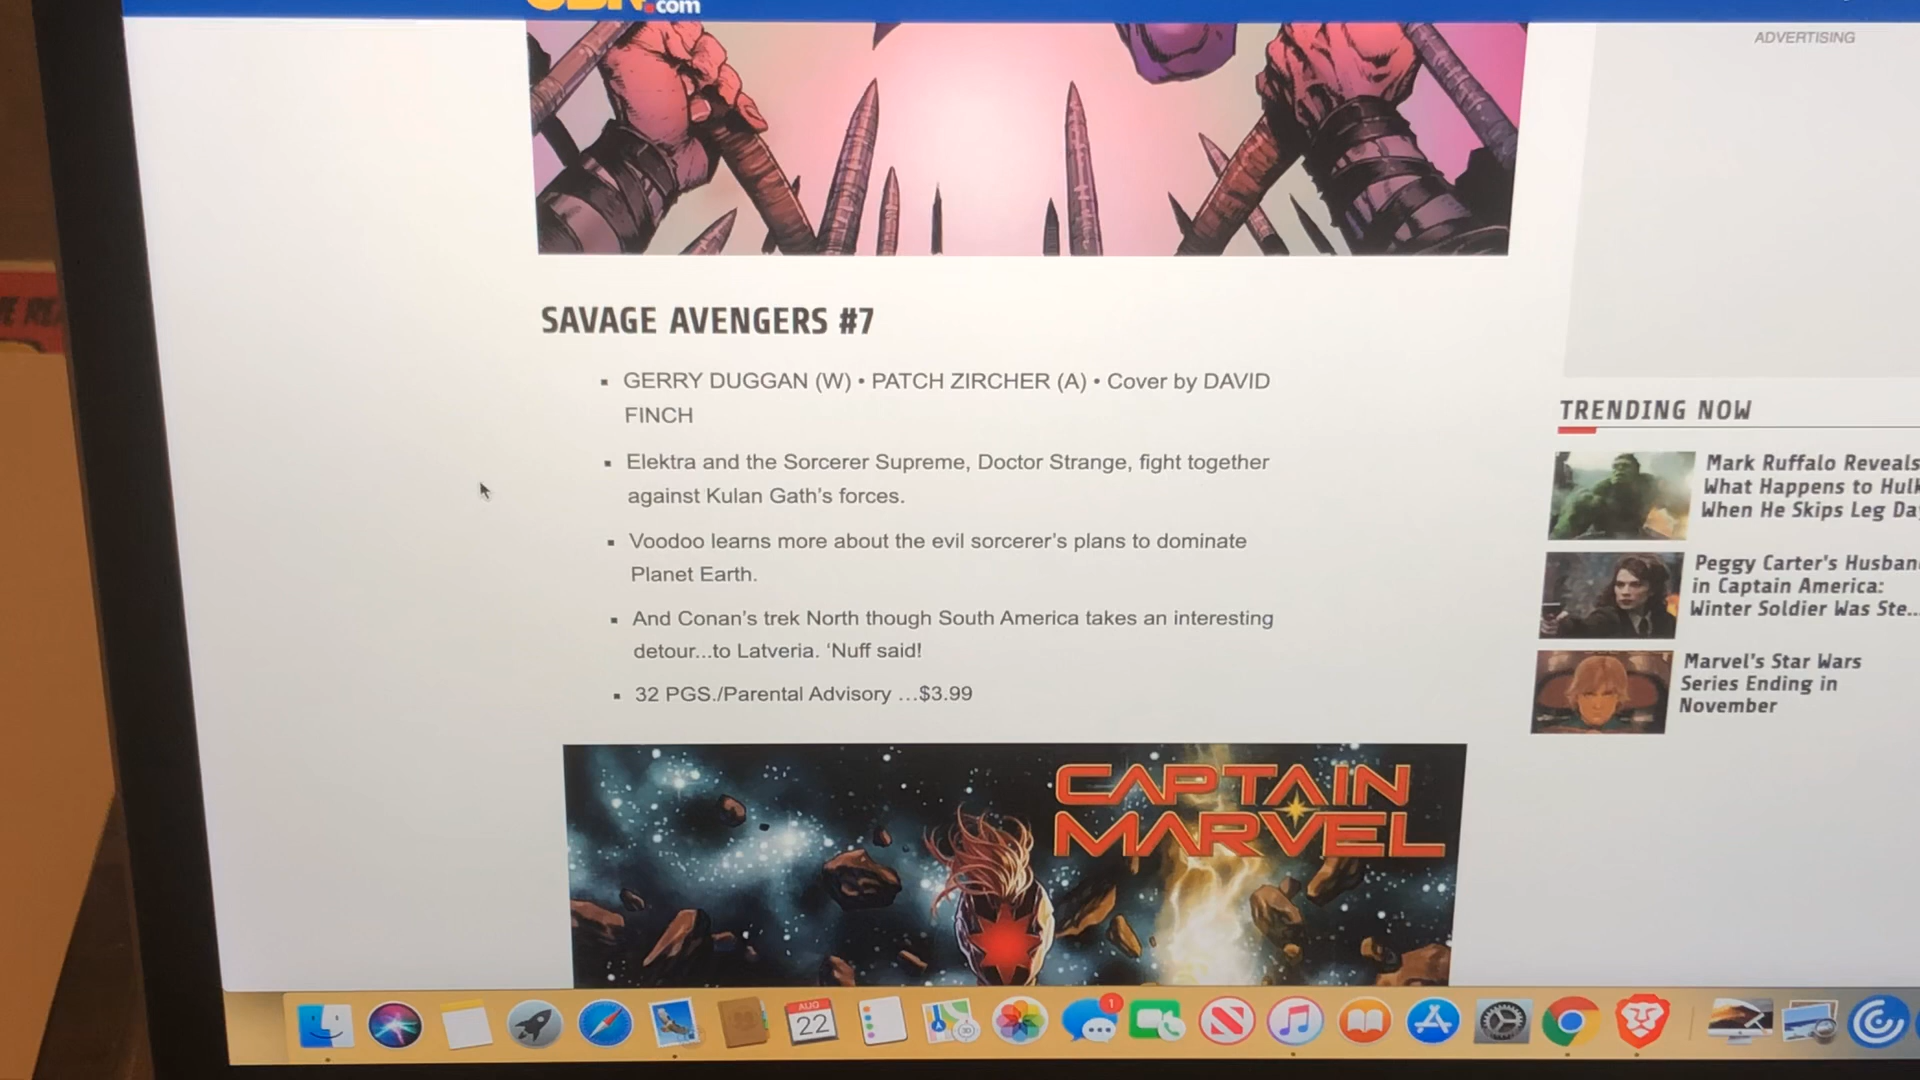 .com
ADVERTISING
SAVAGE AVENGERS #7
GERRY DUGGAN (W) • PATCH ZIRCHER (A) • Cover by DAVID
FINCH
Elektra and the Sorcerer Supreme, Doctor Strange, fight together
against Kulan Gath's forces.
Voodoo learns more about the evil sorcerer's plans to dominate
Planet Earth.
And Conan's trek North though South America takes an interesting
detour...to Latveria. ‘Nuff said!
32 PGS./Parental Advisory …$3.99
TRENDING NOW
Mark Ruffalo Reveals
What Happens to Hulk
When He Skips Leg Da
Peggy Carter's Husban
in Captain America:
Winter Soldier Was Ste...
Marvel's Star Wars
Series Ending in
November
CAPTAIN
MARVEL
AUG
22
3D
1